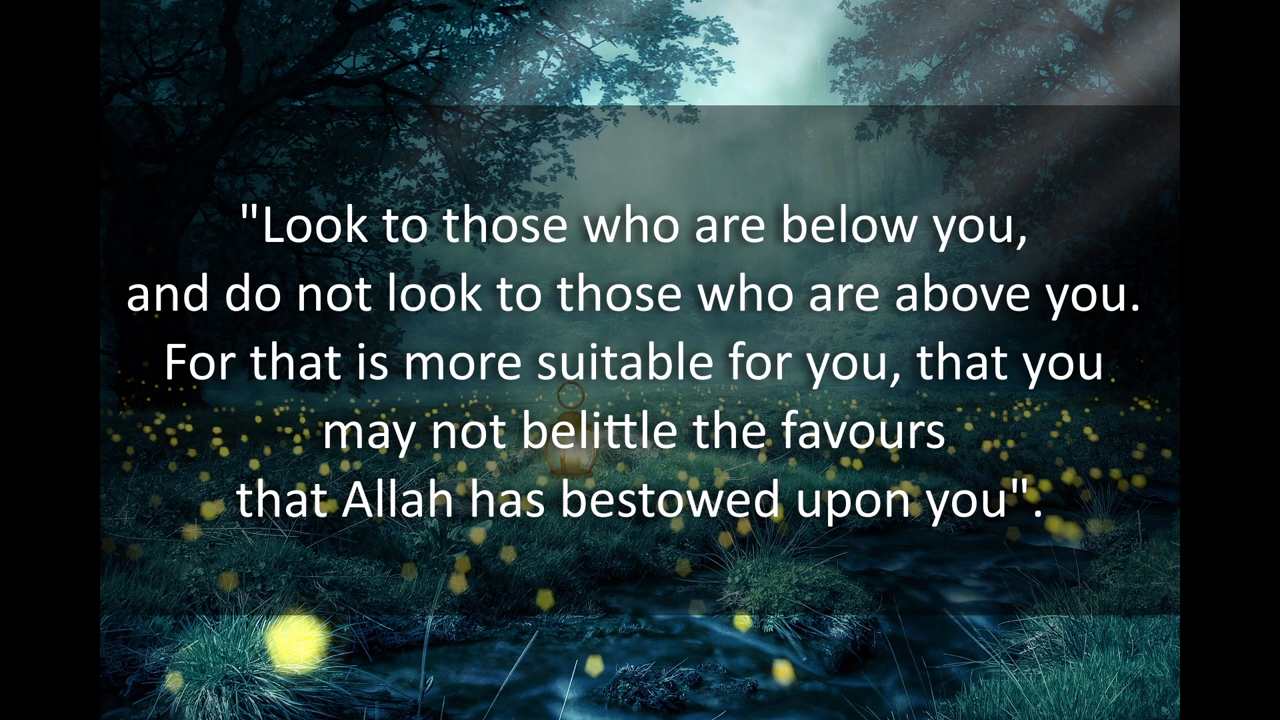 "Look to those who are below you,
and do not look to those who are above you.
For that is more suitable for you, that you
may not belittle the favours
that Allah has bestowed upon you".